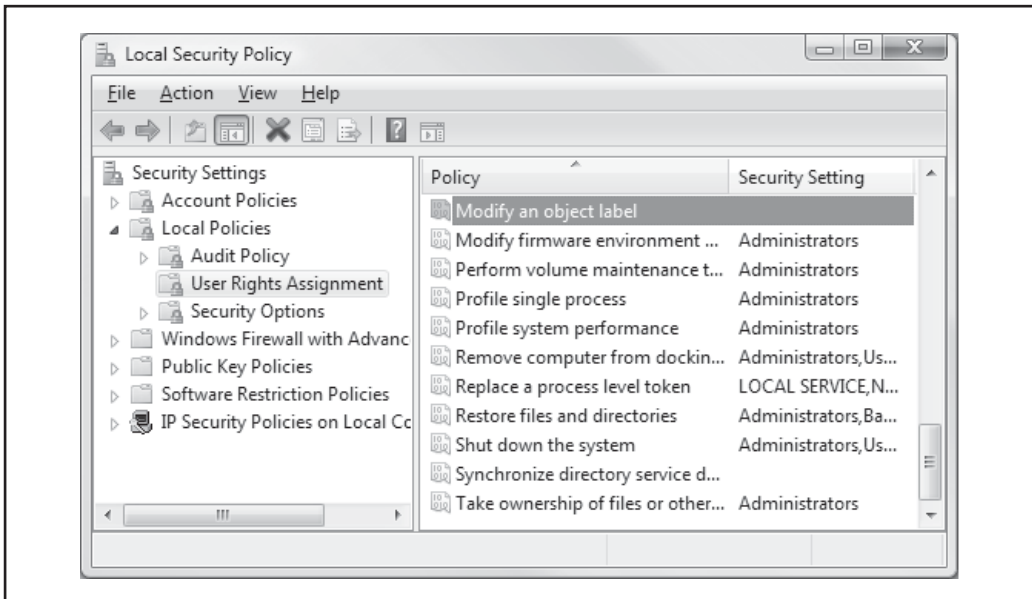 Local Security Policy
File Action View Help
Security Settings
Account Policies
Local Policies
Audit Policy
User Rights Assignment
Security Options
Windows Firewall with Advanc
Public Key Policies
Software Restriction Policies
IP Security Policies on Local Cc
Policy Security Setting
Modify an object label
Modify firmware environment ... Administrators
Perform volume maintenance t... Administrators
Profile single process Administrators
Profile system performance Administrators
Remove computer from dockin... Administrators,Us...
Replace a process level token LOCAL SERVICE,N...
Restore files and directories Administrators,Ba...
Shut down the system Administrators,Us...
Synchronize directory service d...
Take ownership of files or other... Administrators